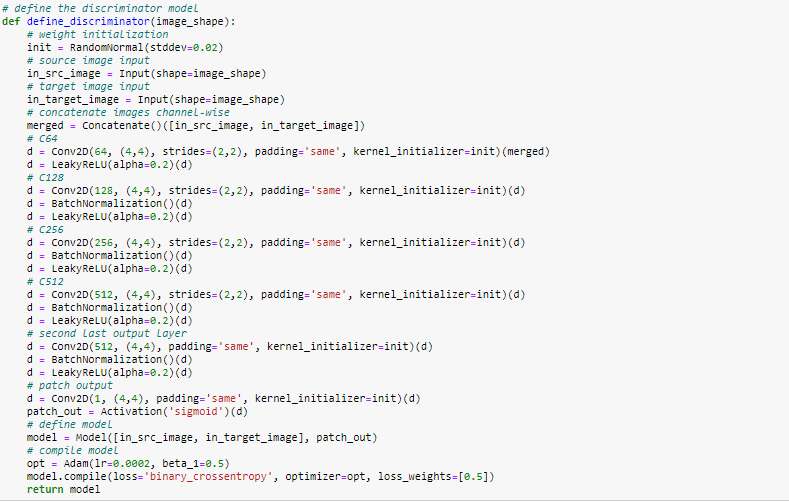 # define the discriminator model
def define_discriminator(image_shape):
    # weight initialization
    init = RandomNormal(stddev=0.02)
    # source image input
    in_src_image = Input(shape=image_shape)
    # target image input
    in_target_image = Input(shape=image_shape)
    # concatenate images channel-wise
    merged = Concatenate()([in_src_image, in_target_image])
    # C64
    d = Conv2D(64, (4,4), strides=(2,2), padding='same', kernel_initializer=init)(merged)
    d = LeakyReLU(alpha=0.2)(d)
    # C128
    d = Conv2D(128, (4,4), strides=(2,2), padding='same', kernel_initializer=init)(d)
    d = BatchNormalization()(d)
    d = LeakyReLU(alpha=0.2)(d)
    # C256
    d = Conv2D(256, (4,4), strides=(2,2), padding='same', kernel_initializer=init)(d)
    d = BatchNormalization()(d)
    d = LeakyReLU(alpha=0.2)(d)
    # C512
    d = Conv2D(512, (4,4), strides=(2,2), padding='same', kernel_initializer=init)(d)
    d = BatchNormalization()(d)
    d = LeakyReLU(alpha=0.2)(d)
    # second last output layer
    d = Conv2D(512, (4,4), padding='same', kernel_initializer=init)(d)
    d = BatchNormalization()(d)
    d = LeakyReLU(alpha=0.2)(d)
    # patch output
    d = Conv2D(1, (4,4), padding='same', kernel_initializer=init)(d)
    patch_out = Activation('sigmoid')(d)
    # define model
    model = Model([in_src_image, in_target_image], patch_out)
    # compile model
    opt = Adam(lr=0.0002, beta_1=0.5)
    model.compile(loss='binary_crossentropy', optimizer=opt, loss_weights=[0.5])
    return model